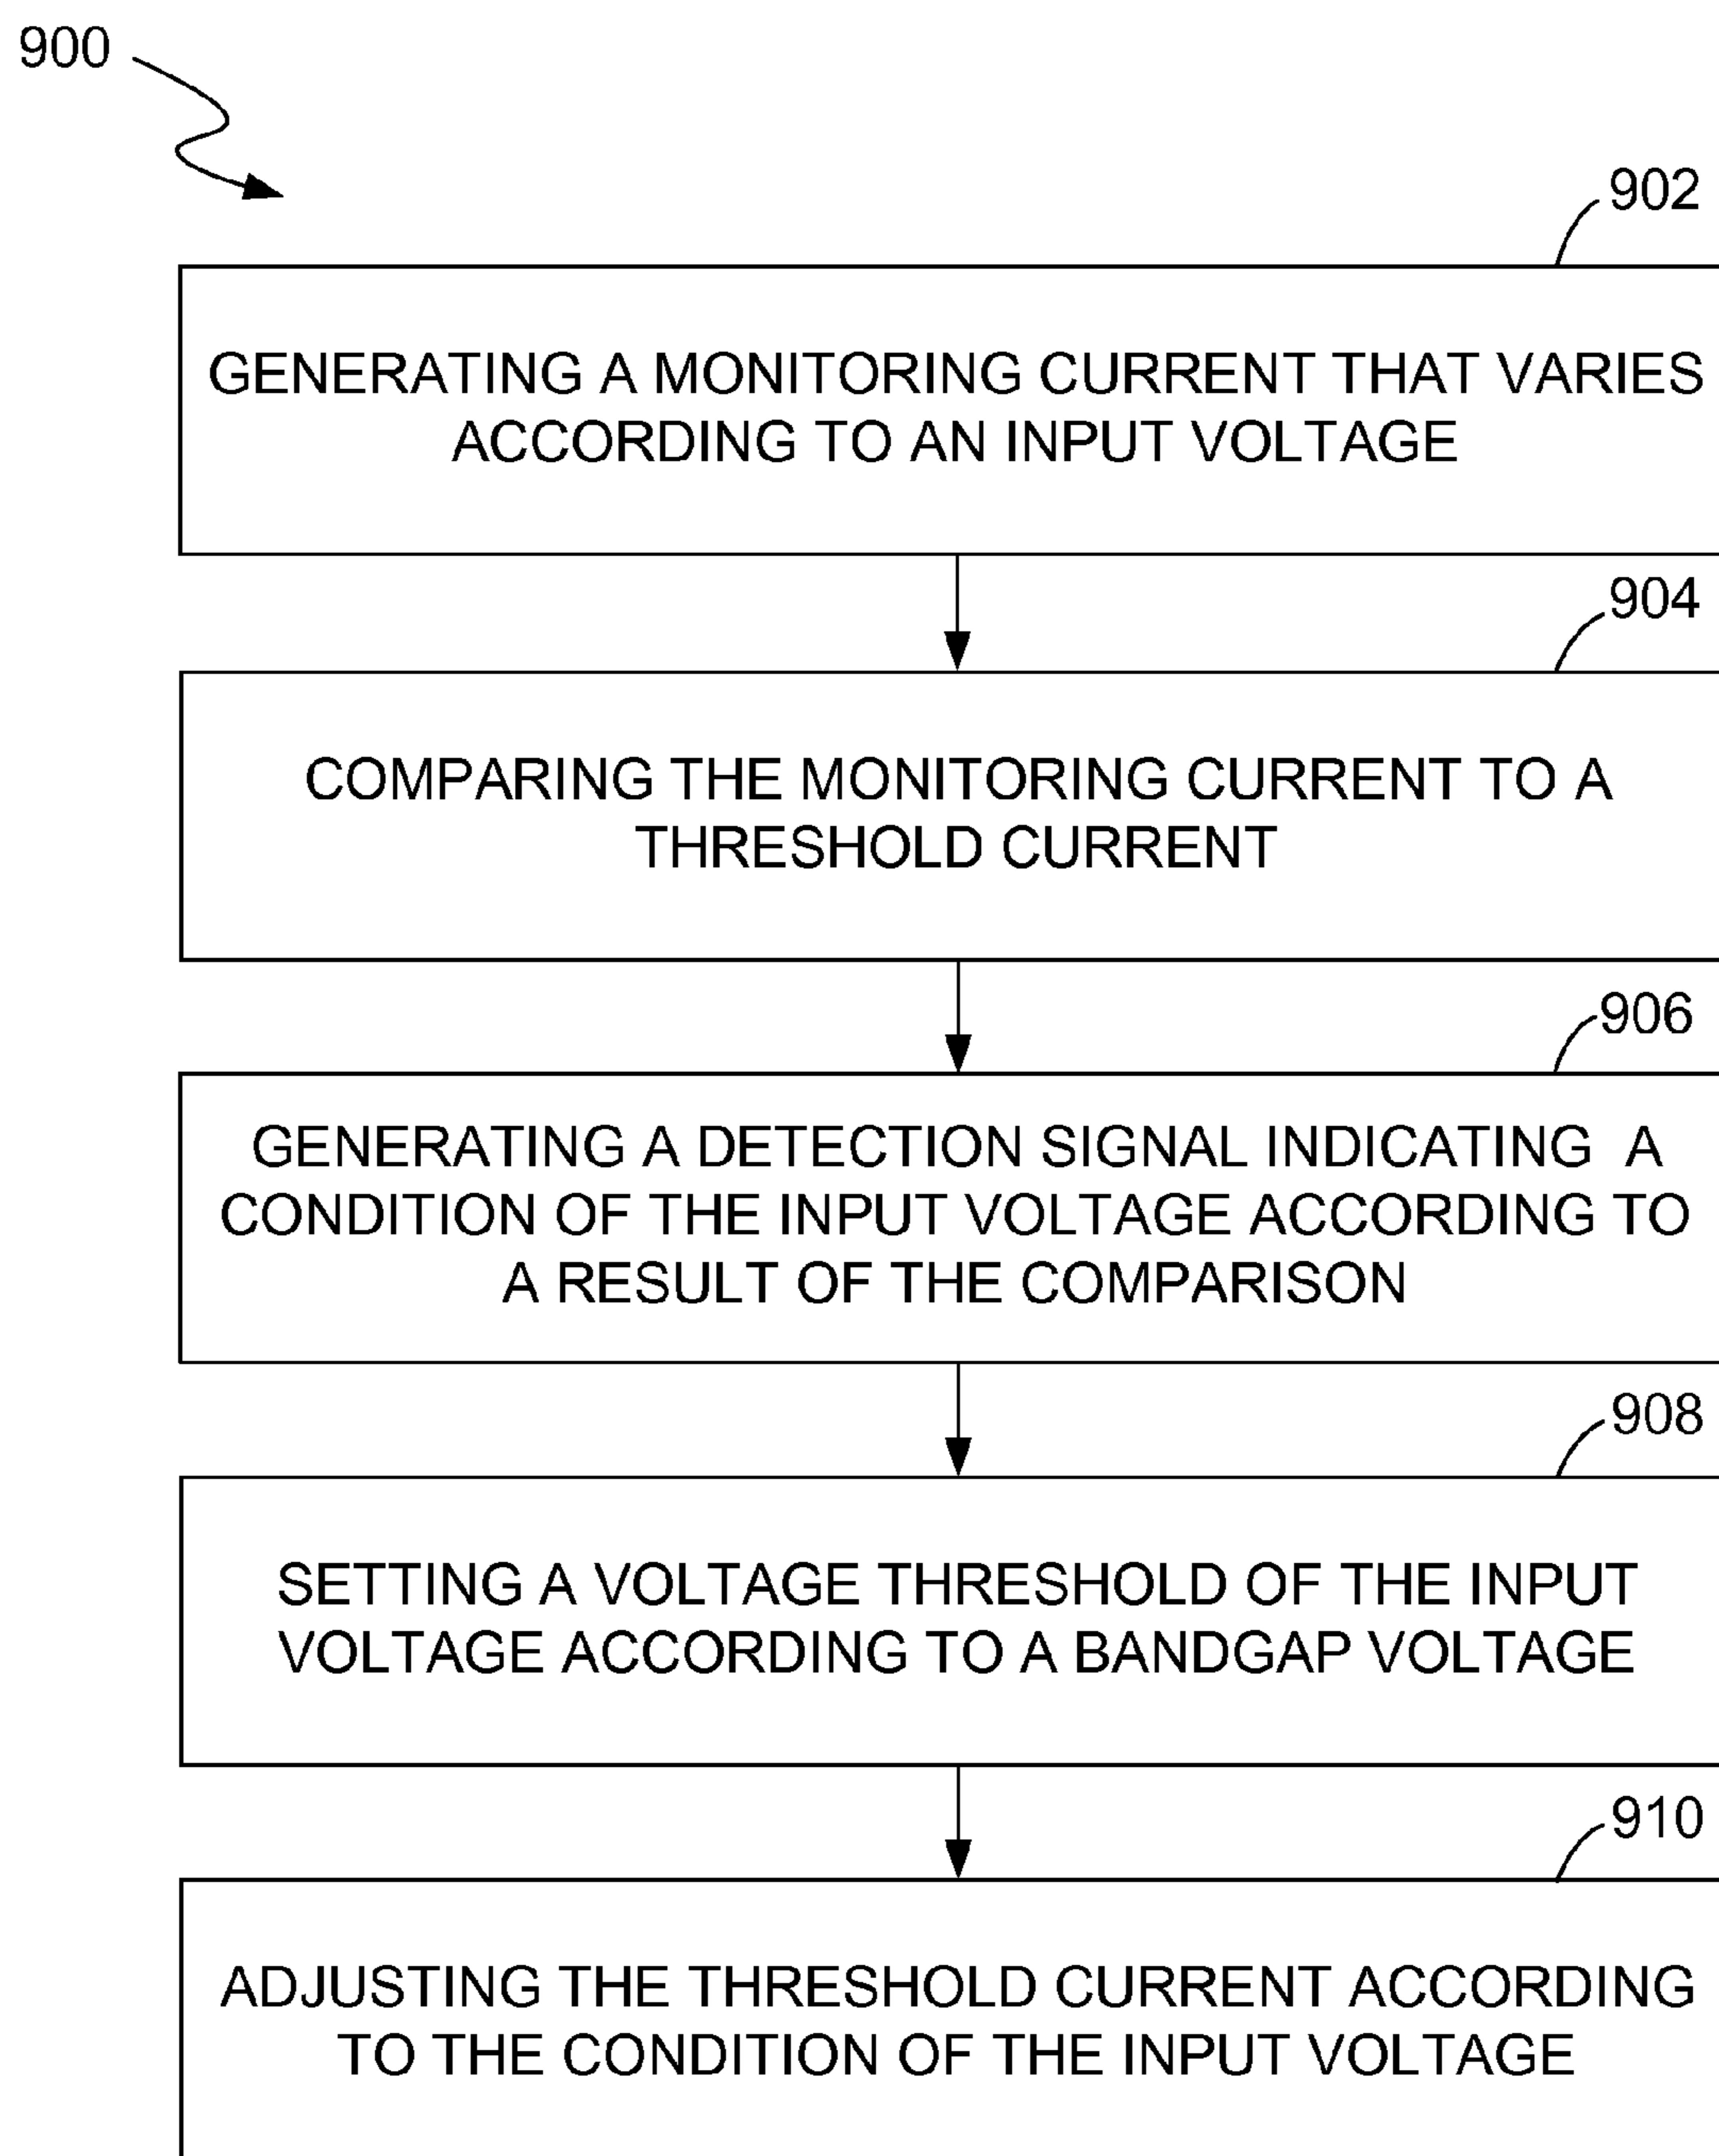 900
902
GENERATING A MONITORING CURRENT THAT VARIES
ACCORDING TO AN INPUT VOLTAGE
904
COMPARING THE MONITORING CURRENT TO A
THRESHOLD CURRENT
906
GENERATING A DETECTION SIGNAL INDICATING A
CONDITION OF THE INPUT VOLTAGE ACCORDING TO
A RESULT OF THE COMPARISON
908
SETTING A VOLTAGE THRESHOLD OF THE INPUT
VOLTAGE ACCORDING TO A BANDGAP VOLTAGE
910
ADJUSTING THE THRESHOLD CURRENT ACCORDING
TO THE CONDITION OF THE INPUT VOLTAGE